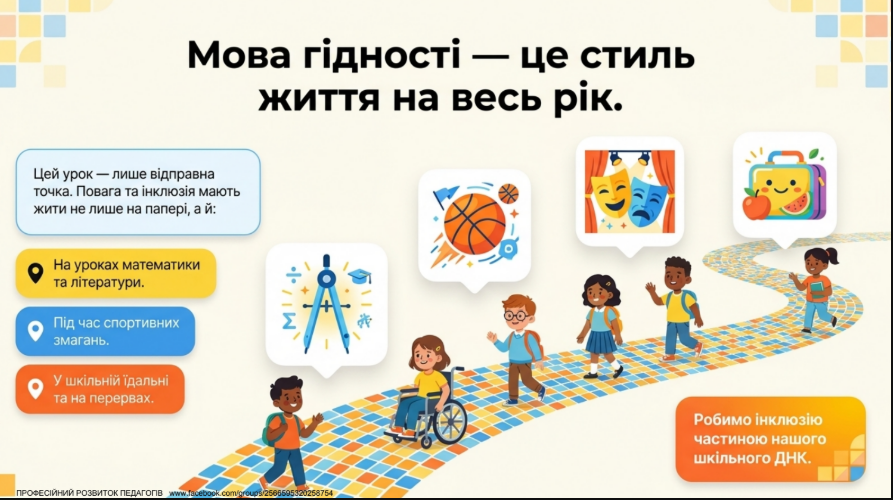 Мова гідності — це стиль
життя на весь рік.
Цей урок — лише відправна
точка. Повага та інклюзія мають
жити не лише на папері, а й:
На уроках математики
та літератури.
Під час спортивних
змагань.
У шкільній їдальні
та на перервах.
Робимо інклюзію
частиною нашого
шкільного ДНК.
ПРОФЕСІЙНИЙ РОЗВИТОК ПЕДАГОГІВ www.facebook.com/groups/2566595320258754